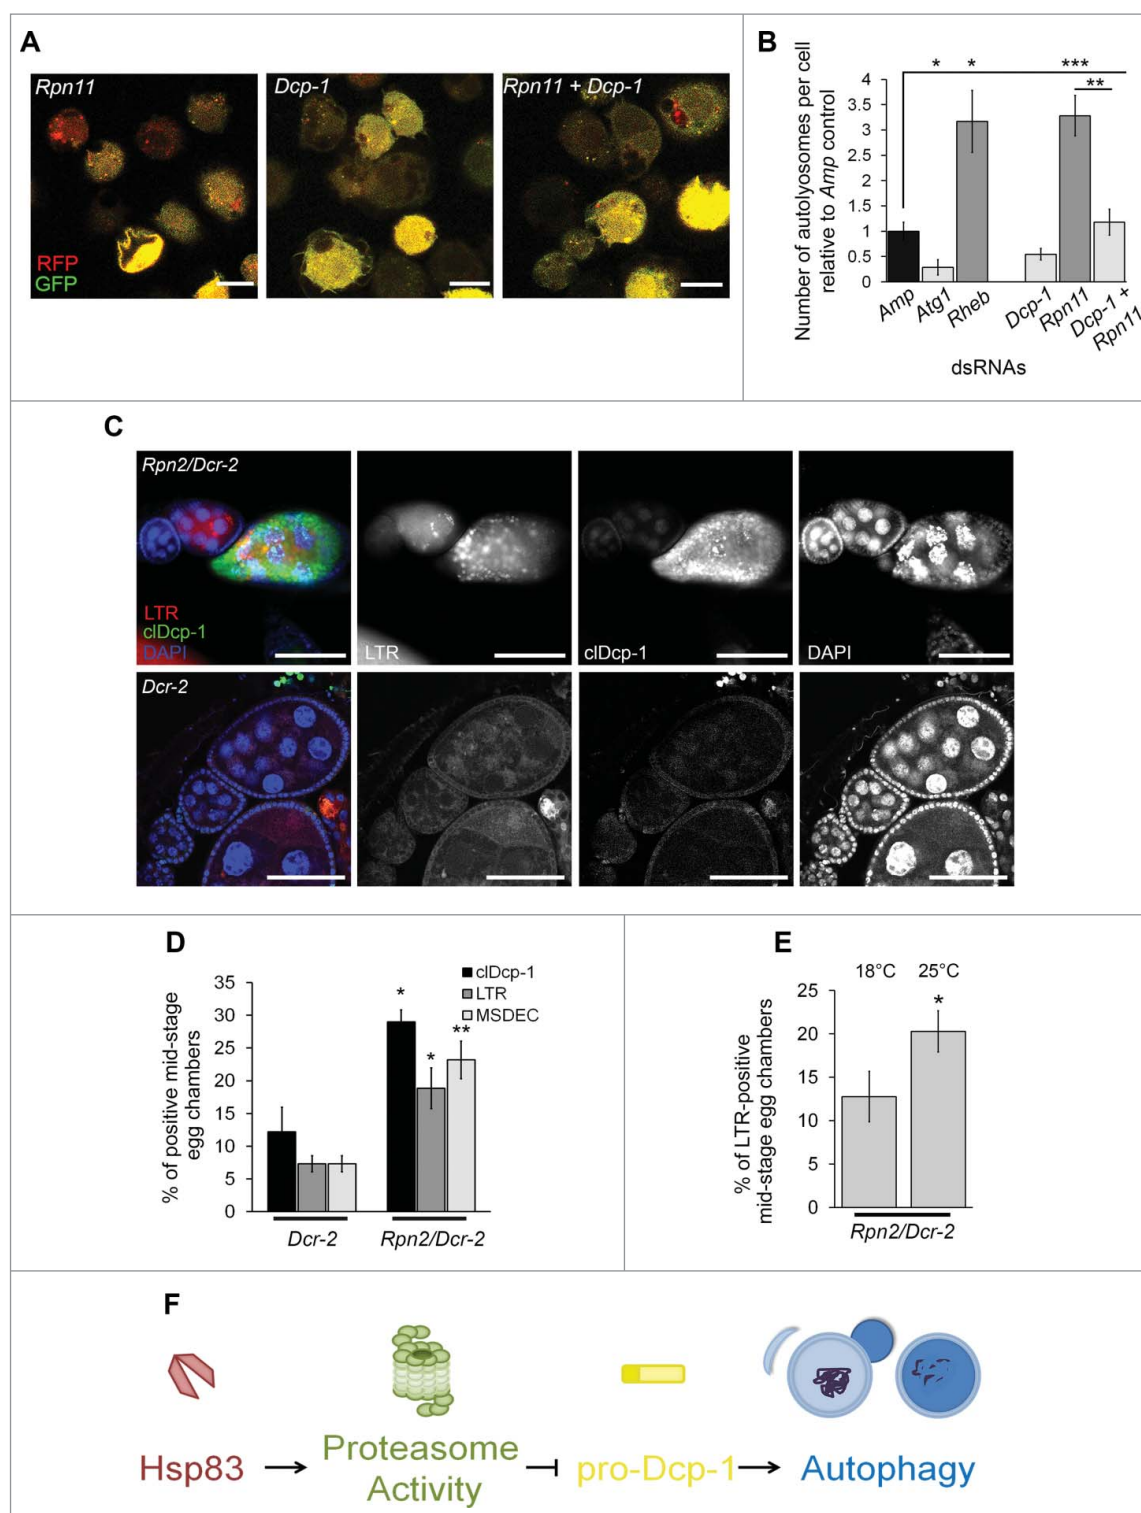 A
Rpn11
Dcp-1
Rpn11 + Dcp-1
RFP
GFP
B
* * ***
**
Number of autolyosomes per cell
relative to Amp control
4
3.5
3
2.5
2
1.5
1
0.5
0
Amp
Atg1
Rheb
Dcp-1
Rpn11
Dcp-1 +
Rpn11
dsRNAs
C
Rpn2/Dcr-2
LTR
clDcp-1
DAPI
LTR
clDcp-1
DAPI
Dcr-2
D
% of positive mid-stage
egg chambers
35
30
25
20
15
10
5
0
clDcp-1
LTR
MSDEC
*
*
**
Dcr-2
Rpn2/Dcr-2
E
18°C 25°C
% of LTR-positive
mid-stage egg chambers
25
20
15
10
5
0
*
Rpn2/Dcr-2
F
Hsp83
Proteasome
Activity
pro-Dcp-1
Autophagy